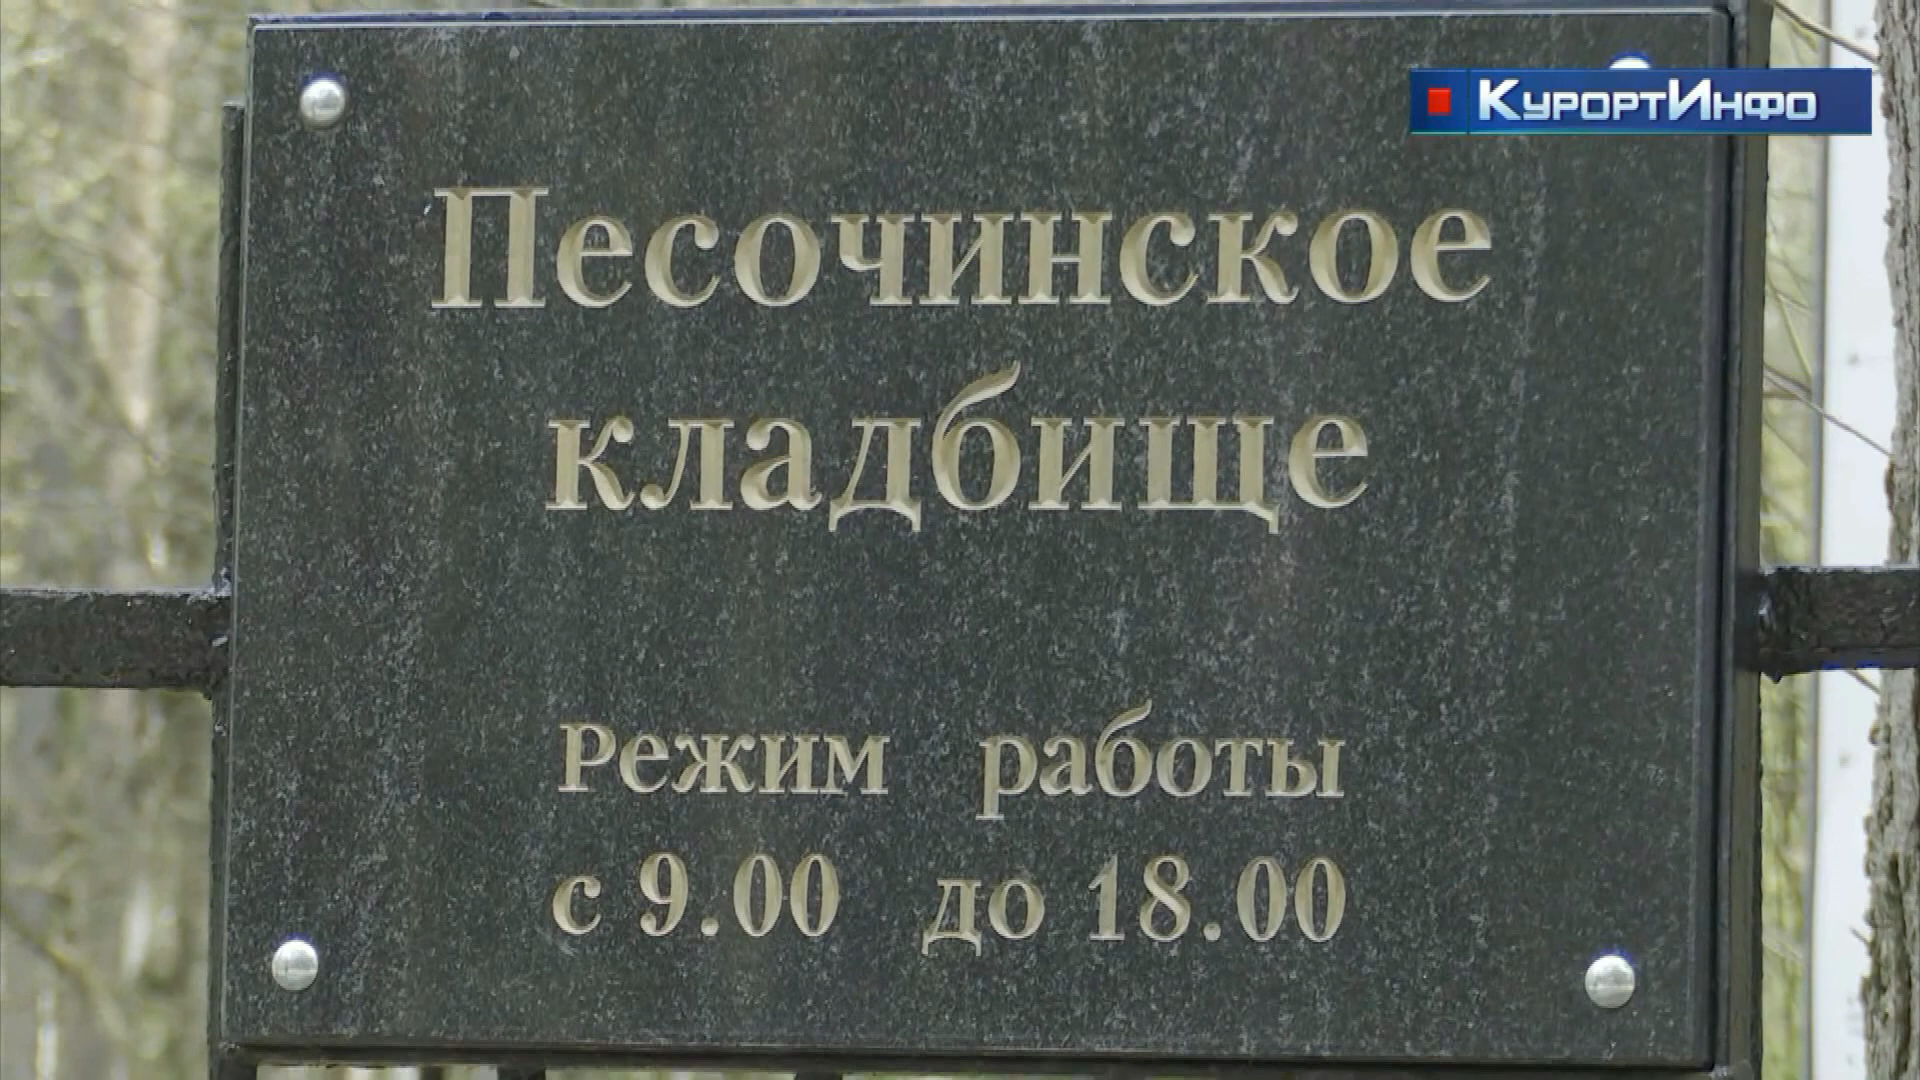 КурортИнфо
Песочинское
кладбище
Режим работы
с 9.00 до 18.00